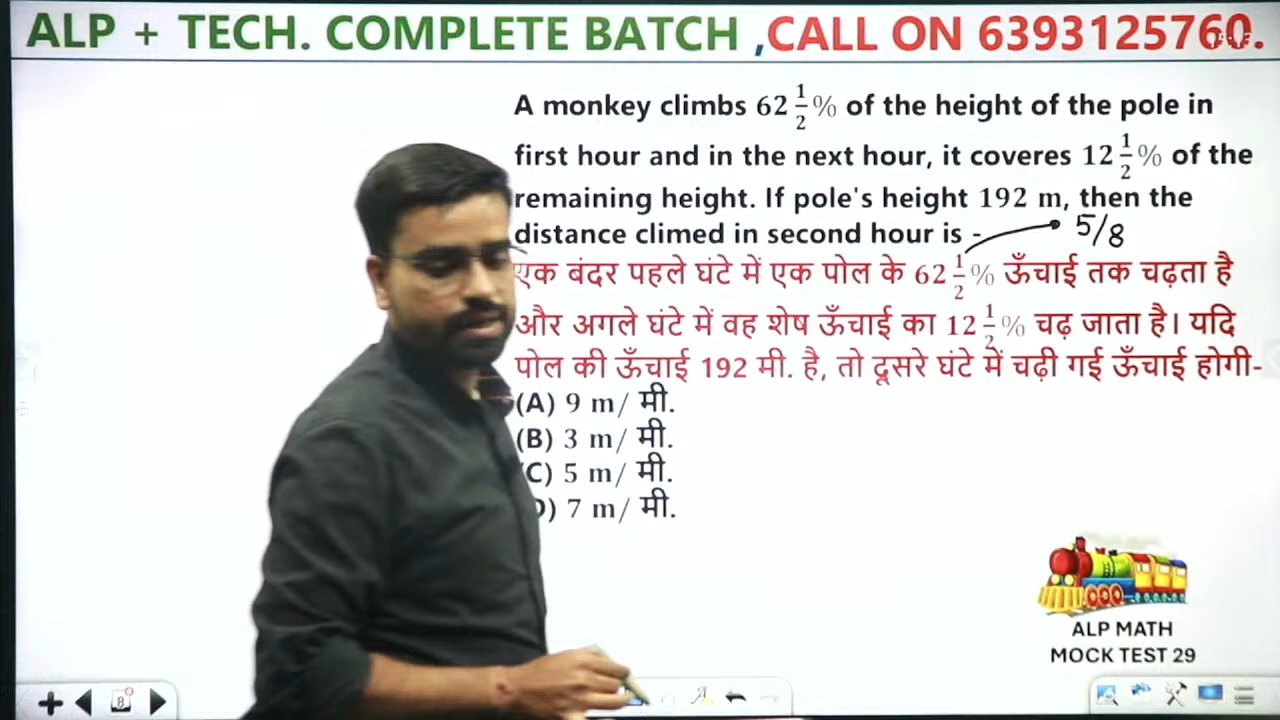 ALP + TECH. COMPLETE BATCH ,CALL ON 6393125760.
A monkey climbs 62 1/2 % of the height of the pole in
first hour and in the next hour, it coveres 12 1/2 % of the
remaining height. If pole's height 192 m, then the
distance climed in second hour is -
5/8
एक बंदर पहले घंटे में एक पोल के 62 1/2 % ऊँचाई तक चढ़ता है
और अगले घंटे में वह शेष ऊँचाई का 12 1/2 % चढ़ जाता है। यदि
पोल की ऊँचाई 192 मी. है, तो दूसरे घंटे में चढ़ी गई ऊँचाई होगी-
(A) 9 m/ मी.
(B) 3 m/ मी.
C) 5 m/ मी.
) 7 m/ मी.
ALP MATH
MOCK TEST 29
8